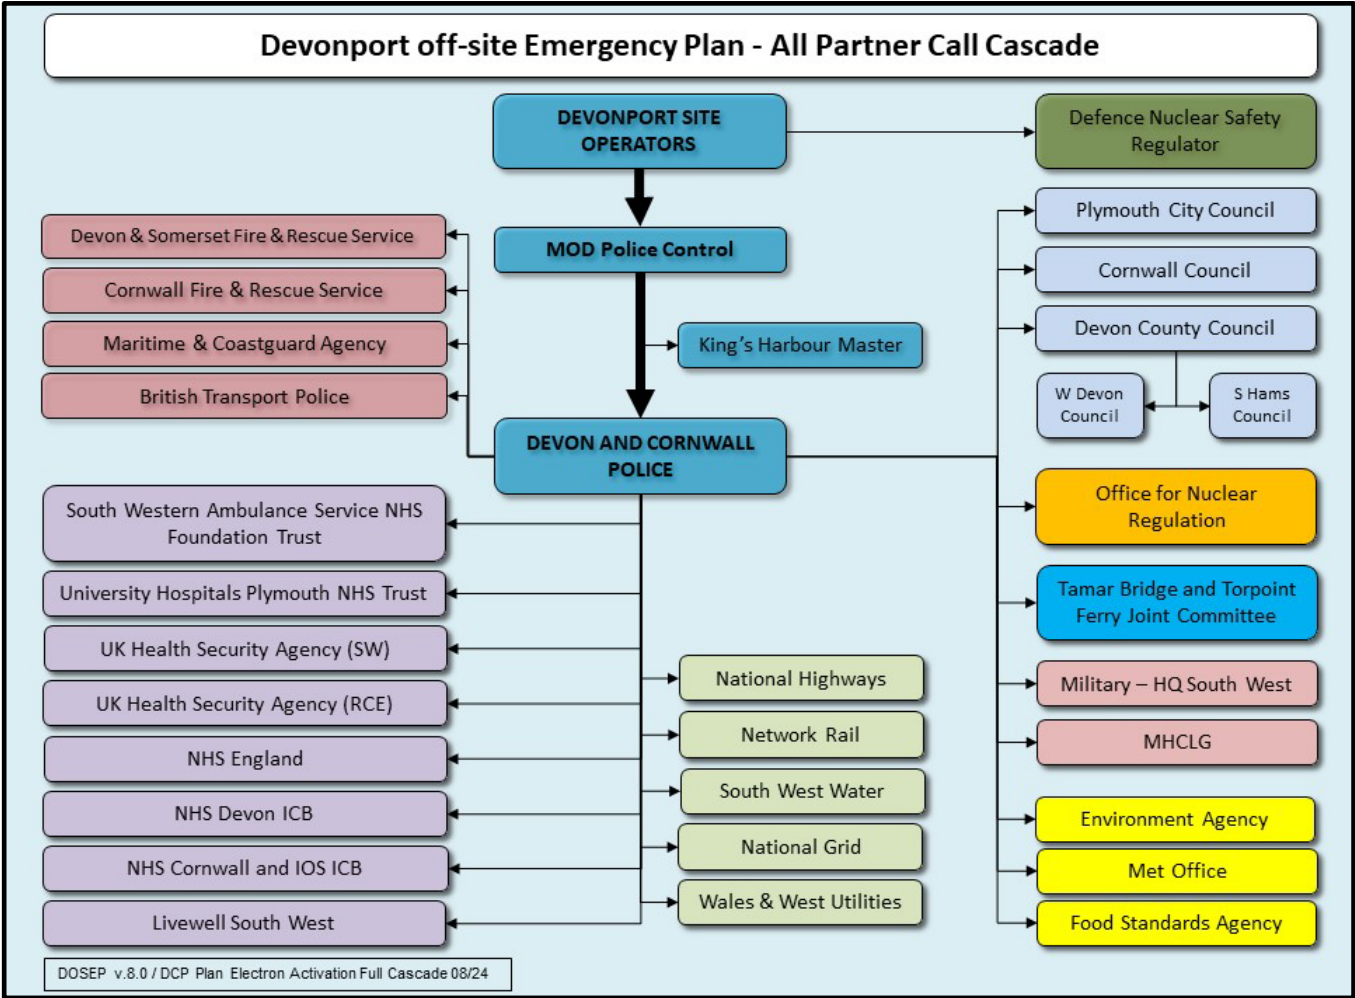 Devonport off-site Emergency Plan - All Partner Call Cascade
DEVONPORT SITE
OPERATORS
Defence Nuclear Safety
Regulator
MOD Police Control
King's Harbour Master
DEVON AND CORNWALL
POLICE
Devon & Somerset Fire & Rescue Service
Cornwall Fire & Rescue Service
Maritime & Coastguard Agency
British Transport Police
South Western Ambulance Service NHS
Foundation Trust
University Hospitals Plymouth NHS Trust
UK Health Security Agency (SW)
UK Health Security Agency (RCE)
NHS England
NHS Devon ICB
NHS Cornwall and IOS ICB
Livewell South West
National Highways
Network Rail
South West Water
National Grid
Wales & West Utilities
Plymouth City Council
Cornwall Council
Devon County Council
W Devon
Council
S Hams
Council
Office for Nuclear
Regulation
Tamar Bridge and Torpoint
Ferry Joint Committee
Military – HQ South West
MHCLG
Environment Agency
Met Office
Food Standards Agency
DOSEP v.8.0 / DCP Plan Electron Activation Full Cascade 08/24